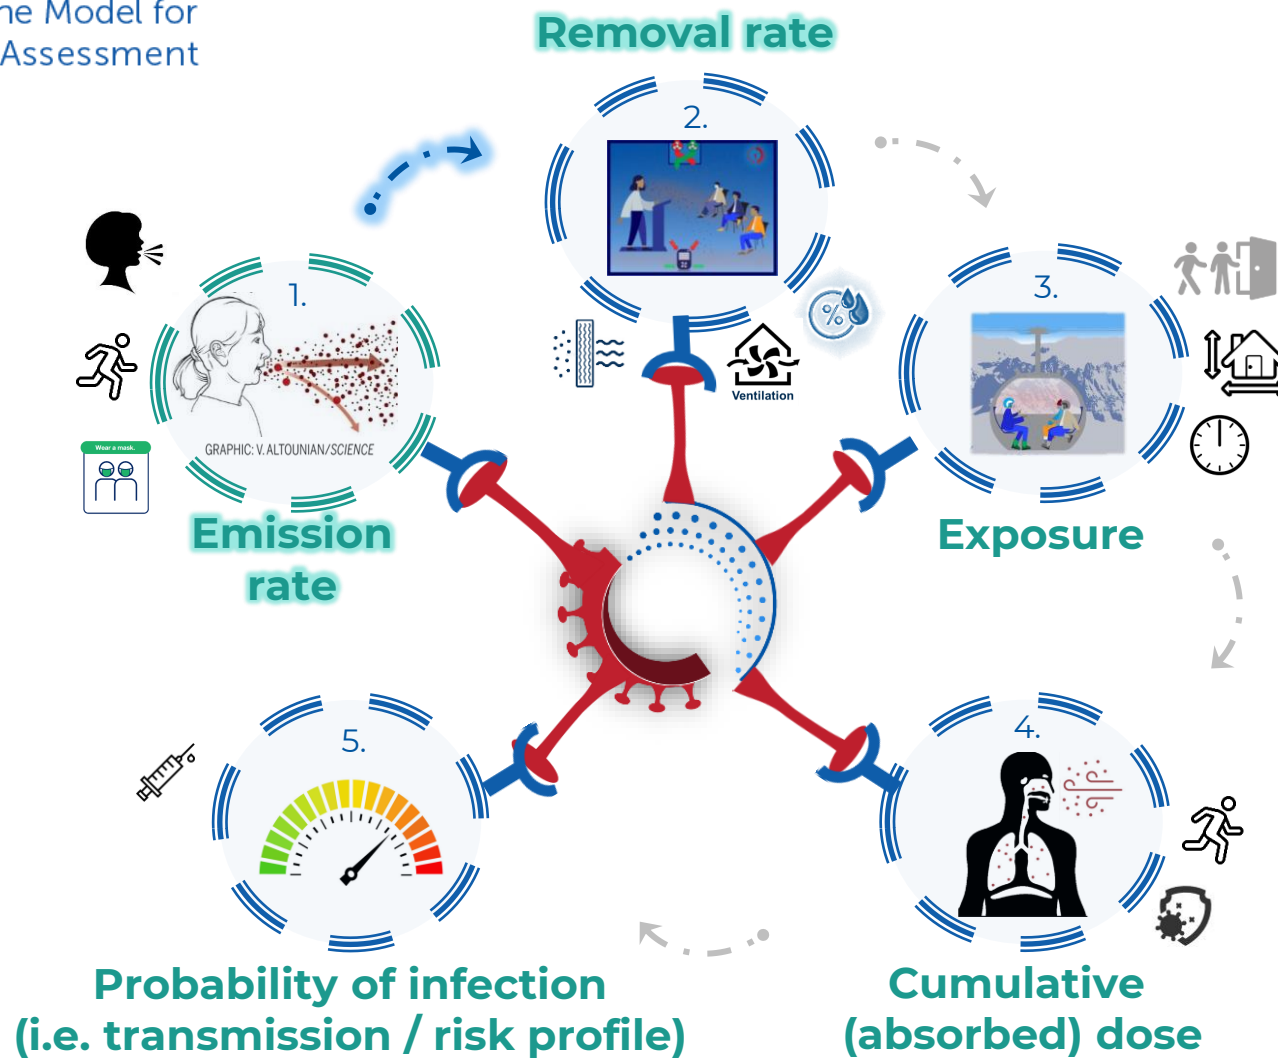 ne Model for
Assessment
Removal rate
2.
1.
GRAPHIC: V. ALTOUNIAN/SCIENCE
Wear a mask.
Emission
rate
%
Ventilation
3.
Exposure
5.
Probability of infection
(i.e. transmission / risk profile)
4.
Cumulative
(absorbed) dose